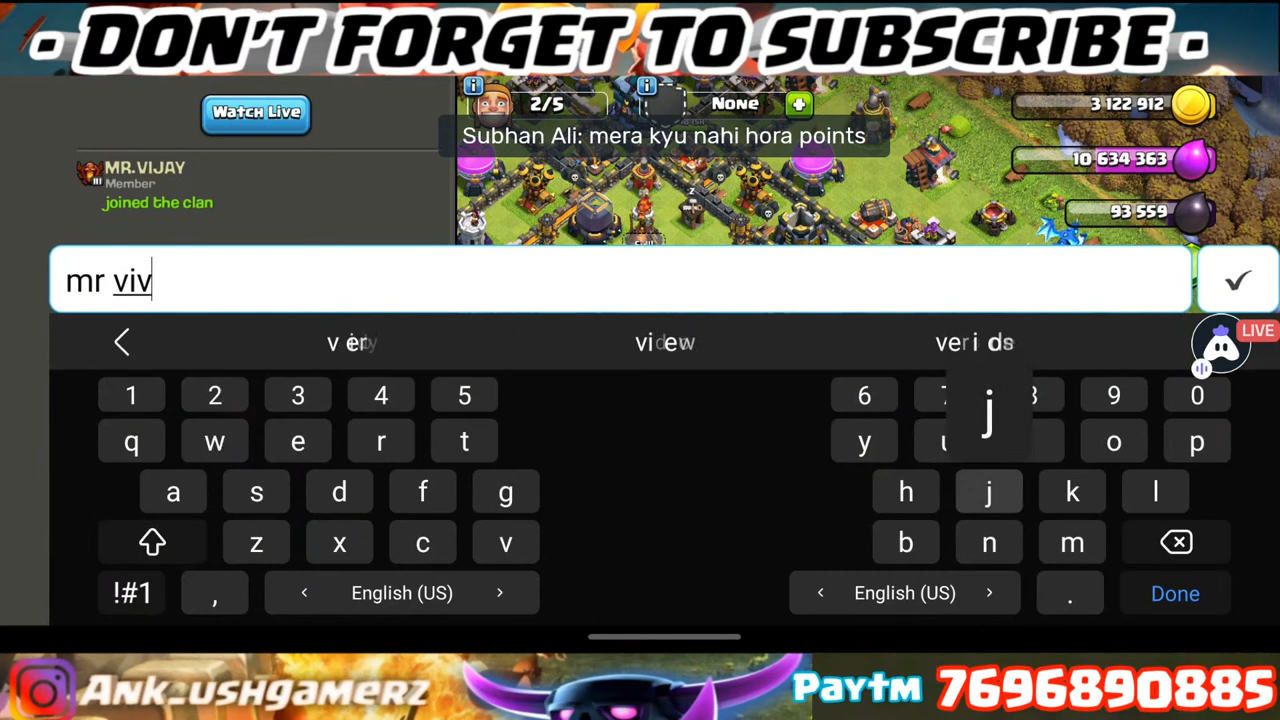 - DON'T FORGET TO SUBSCRIBE -
Watch Live
2/5
None
3 122 912
Subhan Ali: mera kyu nahi hora points
10 634 363
MR.VIJAY
Member
joined the clan
93 559
mr viv
LIVE
1 2 3 4 5 6 9 0
j
q w e r t y o p
a s d f g h j k l
z x c v b n m
!#1 , < English (US) > < English (US) > . Done
Ank_ushgamerz
Paytm 7696890885